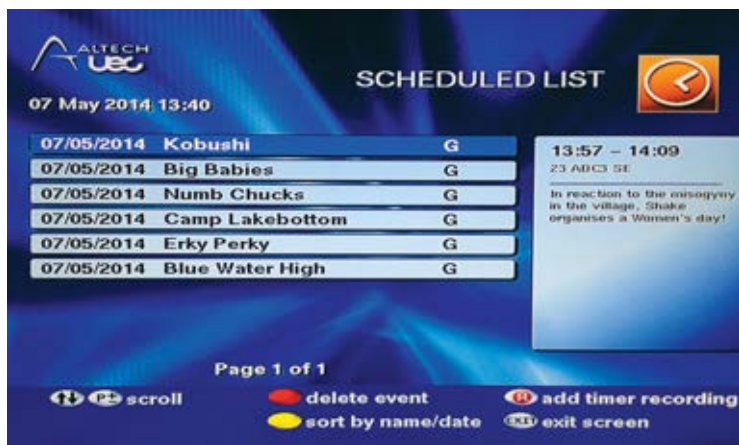 ALTECH
UEC
SCHEDULED LIST
07 May 2014 13:40
07/05/2014 Kobushi G
07/05/2014 Big Babies G
07/05/2014 Numb Chucks G
07/05/2014 Camp Lakebottom G
07/05/2014 Erky Perky G
07/05/2014 Blue Water High G
13:57 – 14:09
23 ABC3 SE
In reaction to the misogyny
in the village, Shake
organises a Women's day!
Page 1 of 1
P± scroll
delete event
R add timer recording
sort by name/date
EXIT exit screen